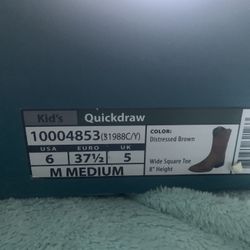 Kid's Quickdraw
10004853 (31988C/Y)
COLOR:
Distressed Brown
USA EURO UK
6 37½ 5
M MEDIUM
Wide Square Toe
8" Height